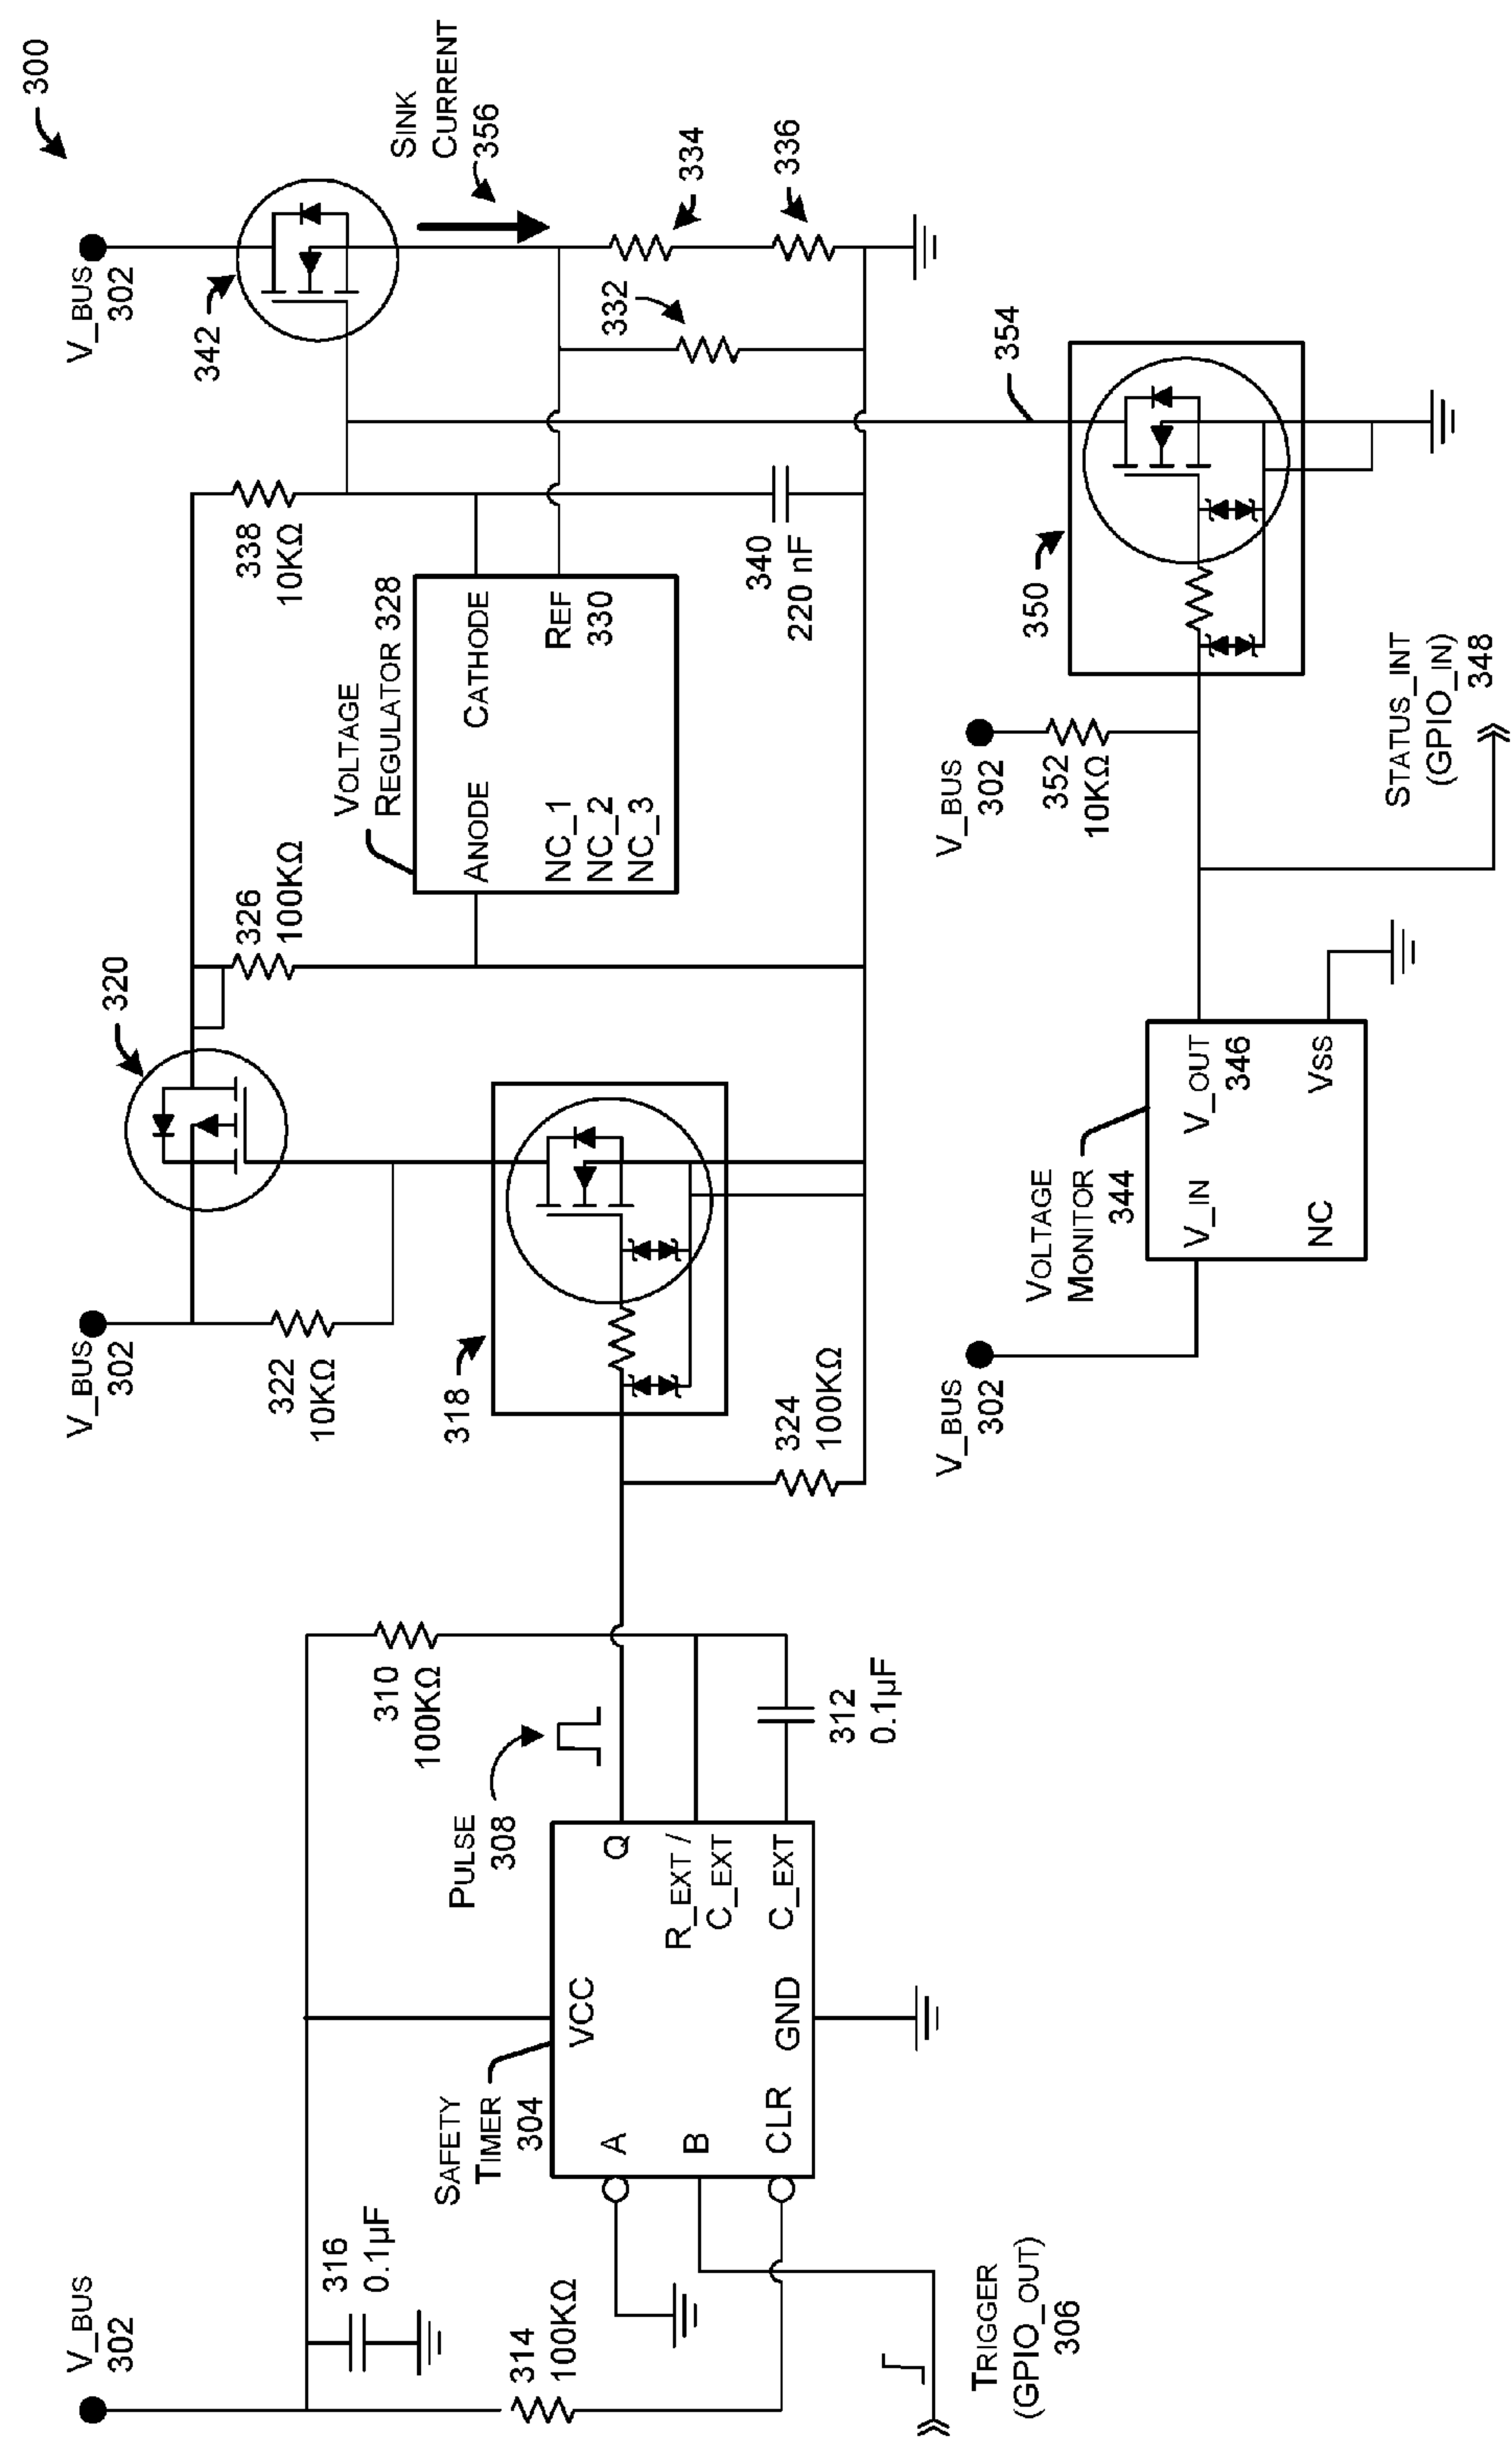 300
V_BUS
302
316
0.1µF
314
100KΩ
TRIGGER
(GPIO_OUT)
306
SAFETY
TIMER
304
VCC
A
B
CLR
GND
Q
R_EXT /
C_EXT
C_EXT
PULSE
308
310
100KΩ
312
0.1µF
V_BUS
302
322
10KΩ
318
324
100KΩ
320
326
100KΩ
VOLTAGE
REGULATOR 328
ANODE
CATHODE
NC_1
NC_2
NC_3
REF
330
338
10KΩ
340
220 nF
V_BUS
302
342
SINK
CURRENT
356
332
334
336
354
V_BUS
302
VOLTAGE
MONITOR
344
V_IN
V_OUT
346
NC
VSS
V_BUS
302
352
10KΩ
350
STATUS_INT
(GPIO_IN)
348